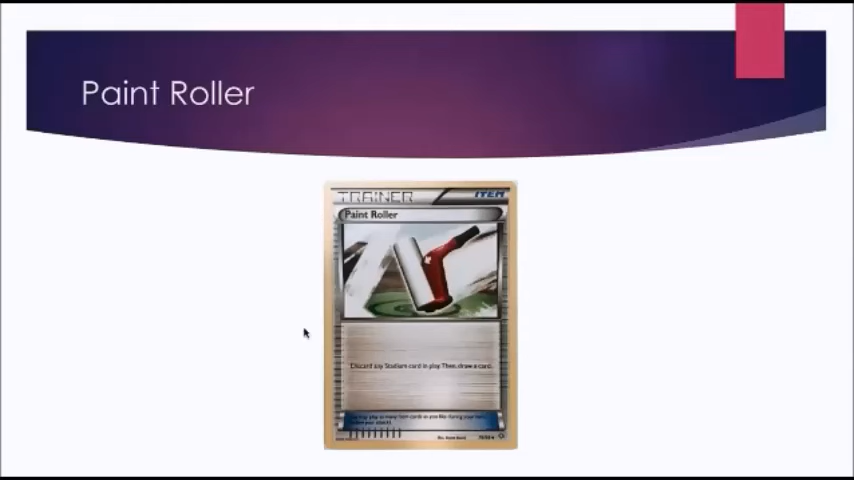 Paint Roller
TRAINER
ITEM
Paint Roller
Discard any Stadium card in play. Then, draw a card.